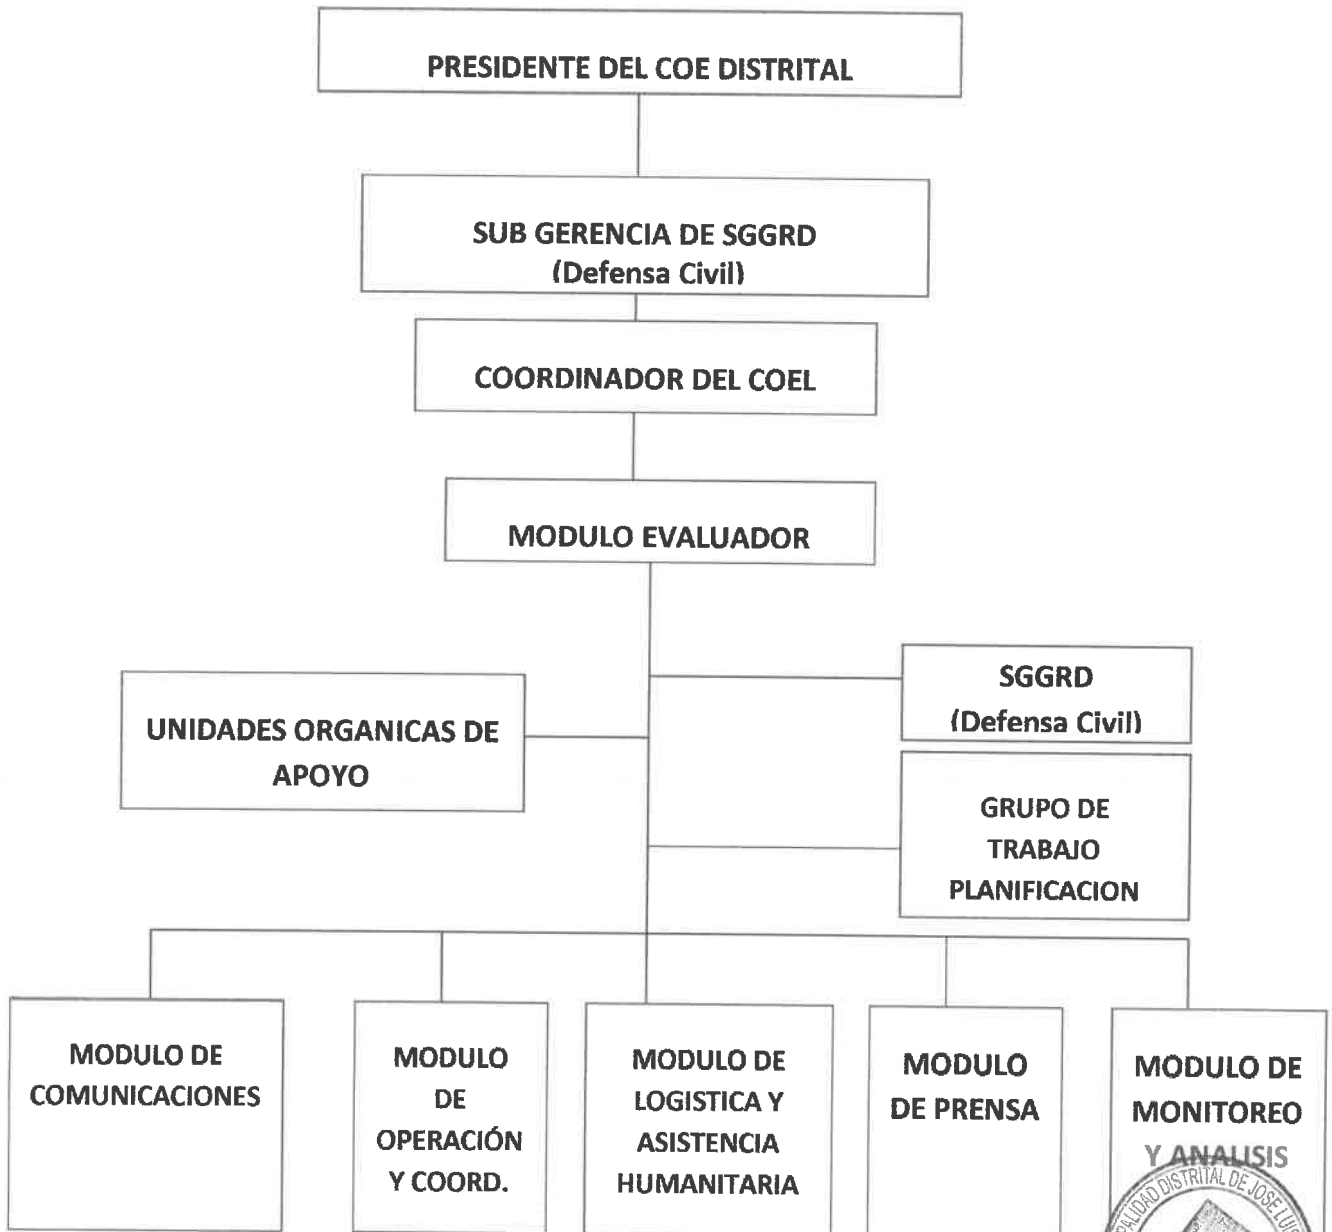 PRESIDENTE DEL COE DISTRITAL
SUB GERENCIA DE SGGRD
(Defensa Civil)
COORDINADOR DEL COEL
MODULO EVALUADOR
SGGRD
(Defensa Civil)
UNIDADES ORGANICAS DE
APOYO
GRUPO DE
TRABAJO
PLANIFICACION
MODULO DE
COMUNICACIONES
MODULO
DE
OPERACIÓN
Y COORD.
MODULO DE
LOGISTICA Y
ASISTENCIA
HUMANITARIA
MODULO
DE PRENSA
MODULO DE
MONITOREO
Y ANALISIS
DISTRITAL DE JOSE LUIS